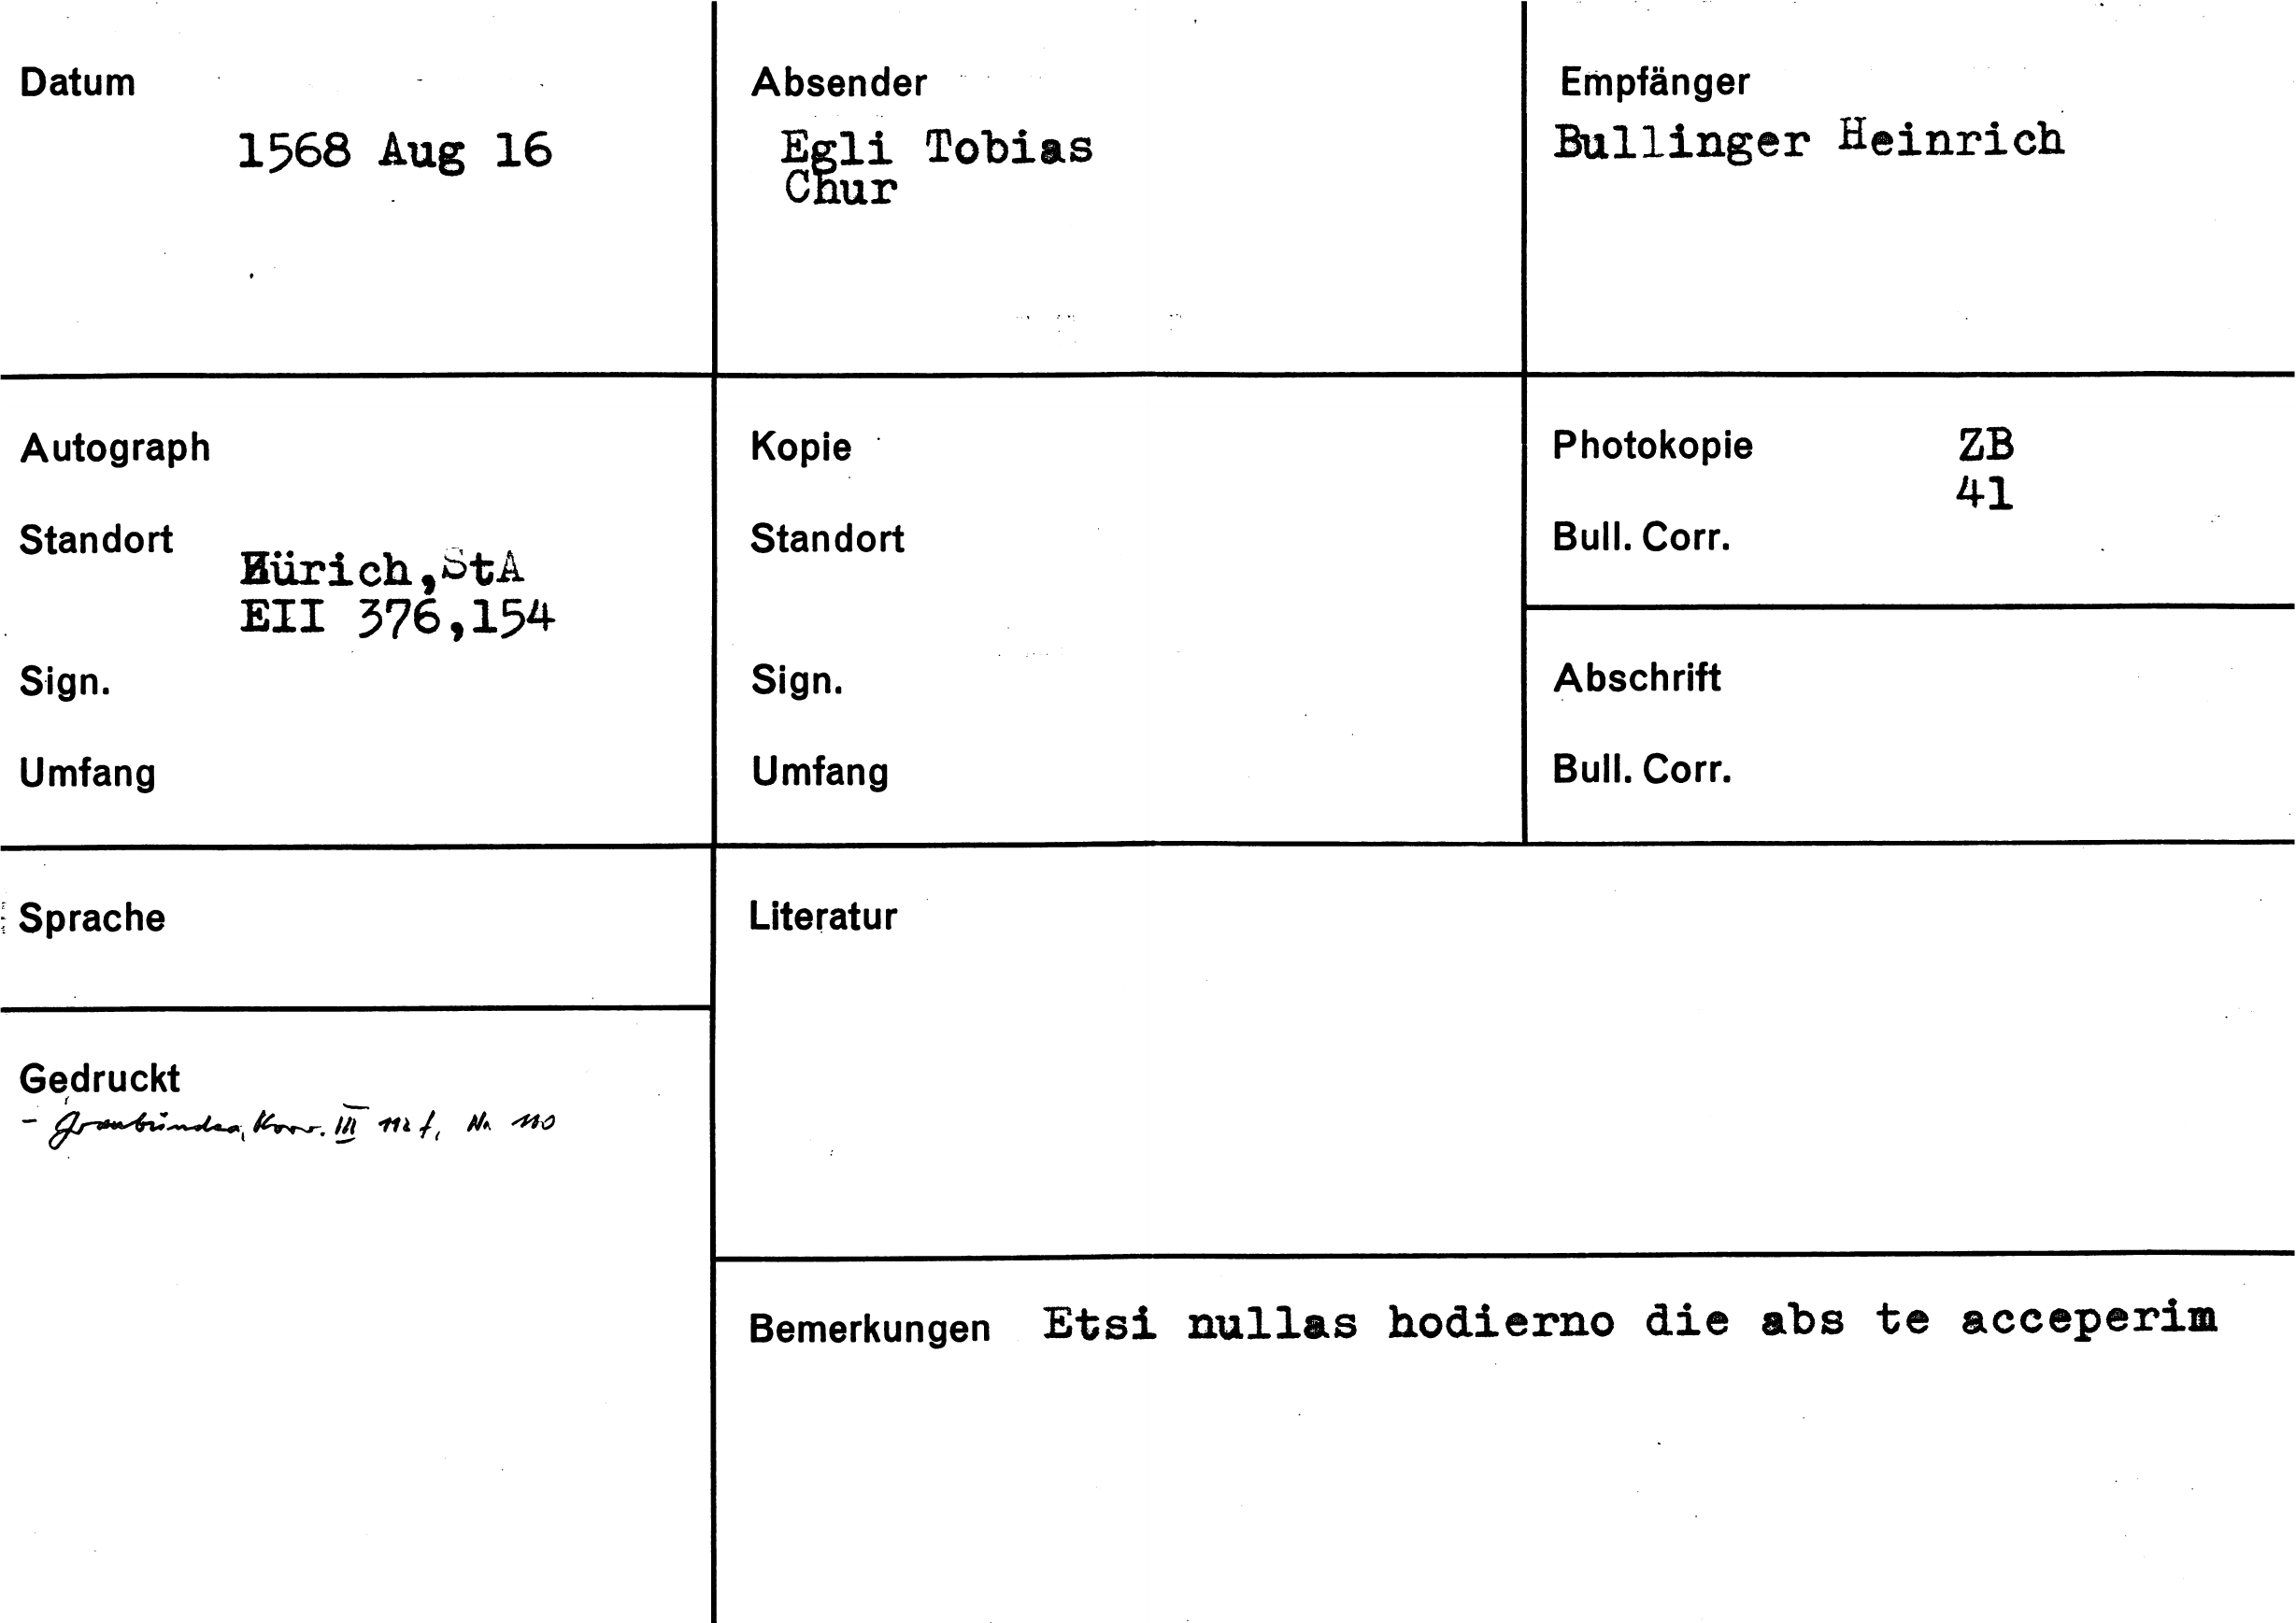 Datum
1568 Aug 16
Absender
Egli Tobias
Chur
Empfänger
Bullinger Heinrich
Autograph
Standort
Zürich, StA
EII 376,154
Sign.
Umfang
Kopie
Standort
Sign.
Umfang
Photokopie ZB
41
Bull. Corr.
Abschrift
Bull. Corr.
Sprache
Gedruckt
- Graubünden, Korr. III 112 f, Nr. 110
Literatur
Bemerkungen Etsi nullas hodierno die abs te acceperim